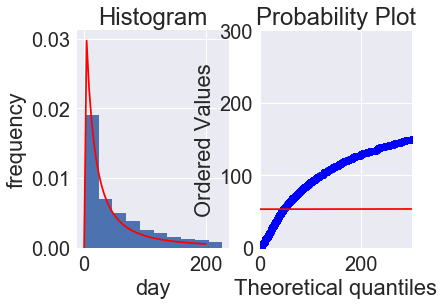 Histogram
0.03
0.02
0.01
0.00
frequency
0
200
day
Probability Plot
300
200
100
0
Ordered Values
0
200
Theoretical quantiles